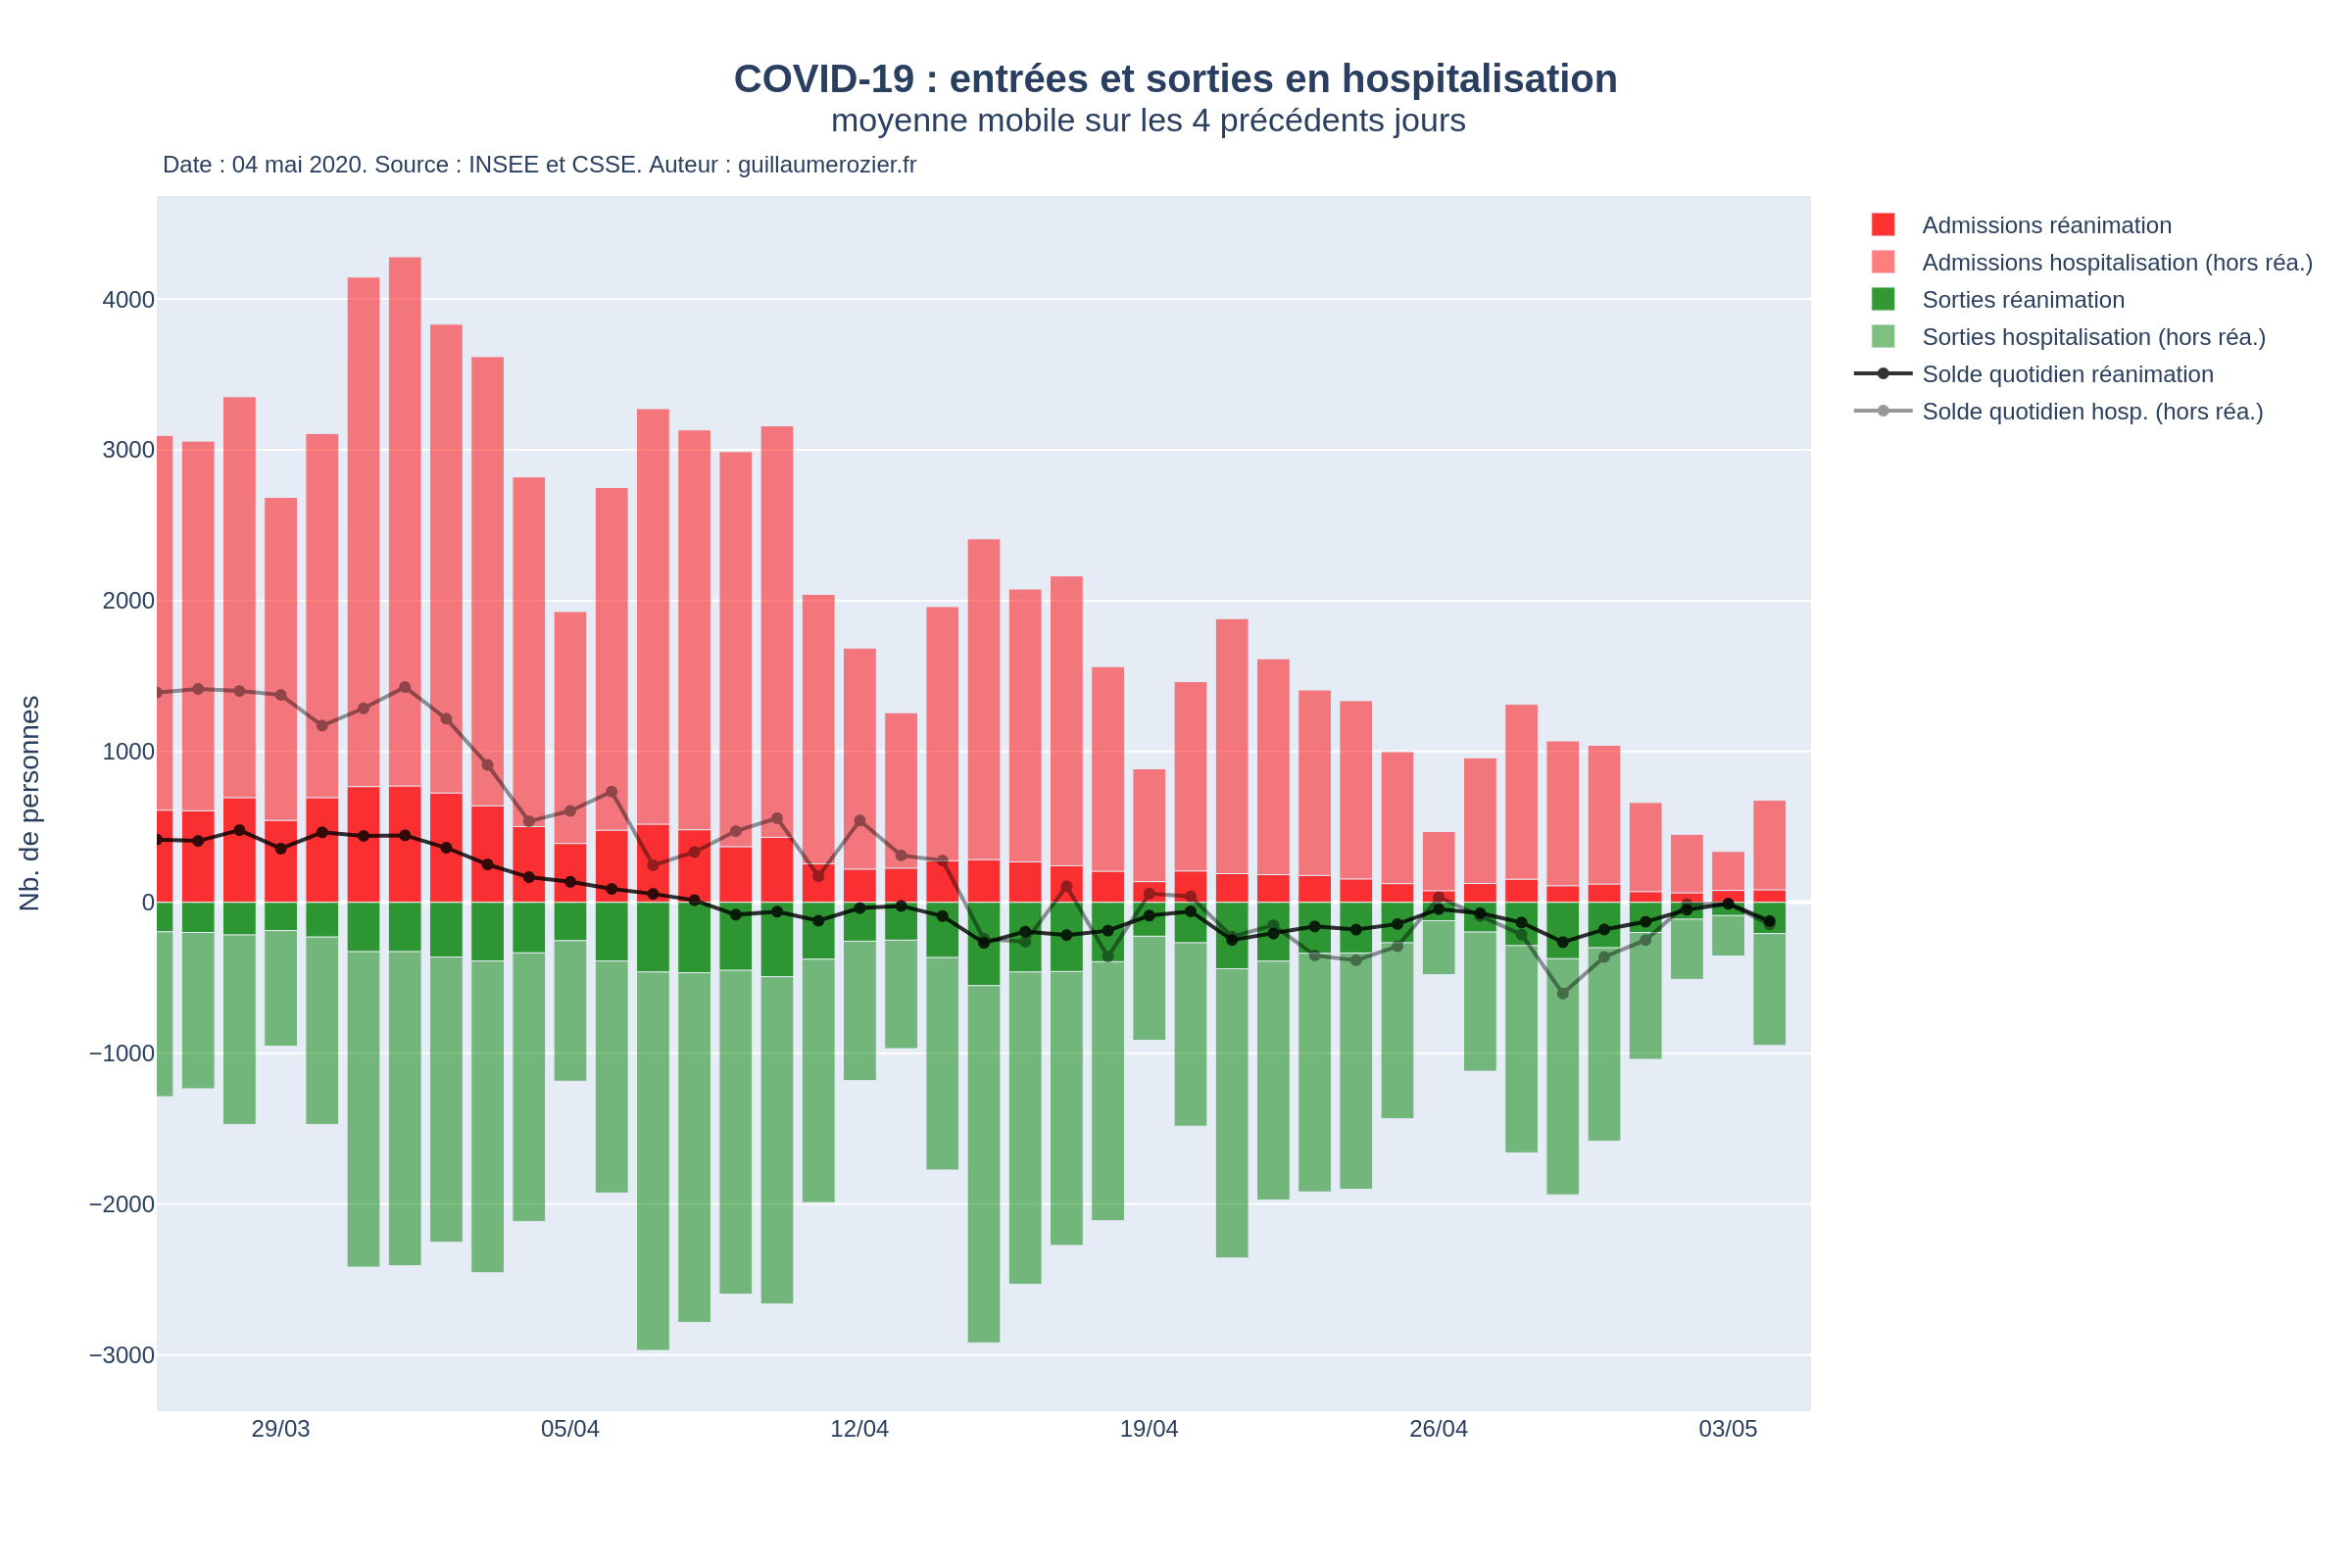 COVID-19 : entrées et sorties en hospitalisation
moyenne mobile sur les 4 précédents jours
Date : 04 mai 2020. Source : INSEE et CSSE. Auteur : guillaumerozier.fr
Admissions réanimation
Admissions hospitalisation (hors réa.)
Sorties réanimation
Sorties hospitalisation (hors réa.)
Solde quotidien réanimation
Solde quotidien hosp. (hors réa.)
Nb. de personnes
4000
3000
2000
1000
0
−1000
−2000
−3000
29/03
05/04
12/04
19/04
26/04
03/05